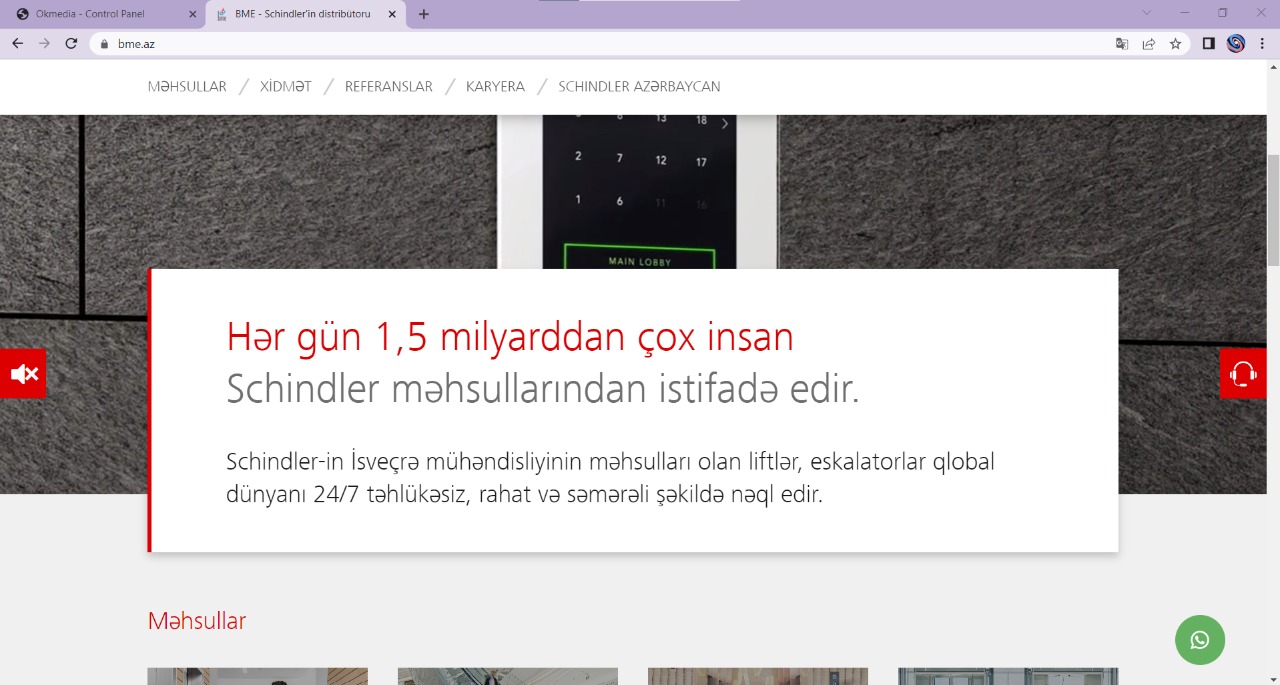 Okmedia - Control Panel
BME - Schindler'in distribütoru
bme.az
MƏHSULLAR / XİDMƏT / REFERANSLAR / KARYERA / SCHINDLER AZƏRBAYCAN
8 13 18
2 7 12 17
1 6 11 16
MAIN LOBBY
Hər gün 1,5 milyarddan çox insan
Schindler məhsullarından istifadə edir.
Schindler-in İsveçrə mühəndisliyinin məhsulları olan liftlər, eskalatorlar qlobal
dünyanı 24/7 təhlükəsiz, rahat və səmərəli şəkildə nəql edir.
Məhsullar